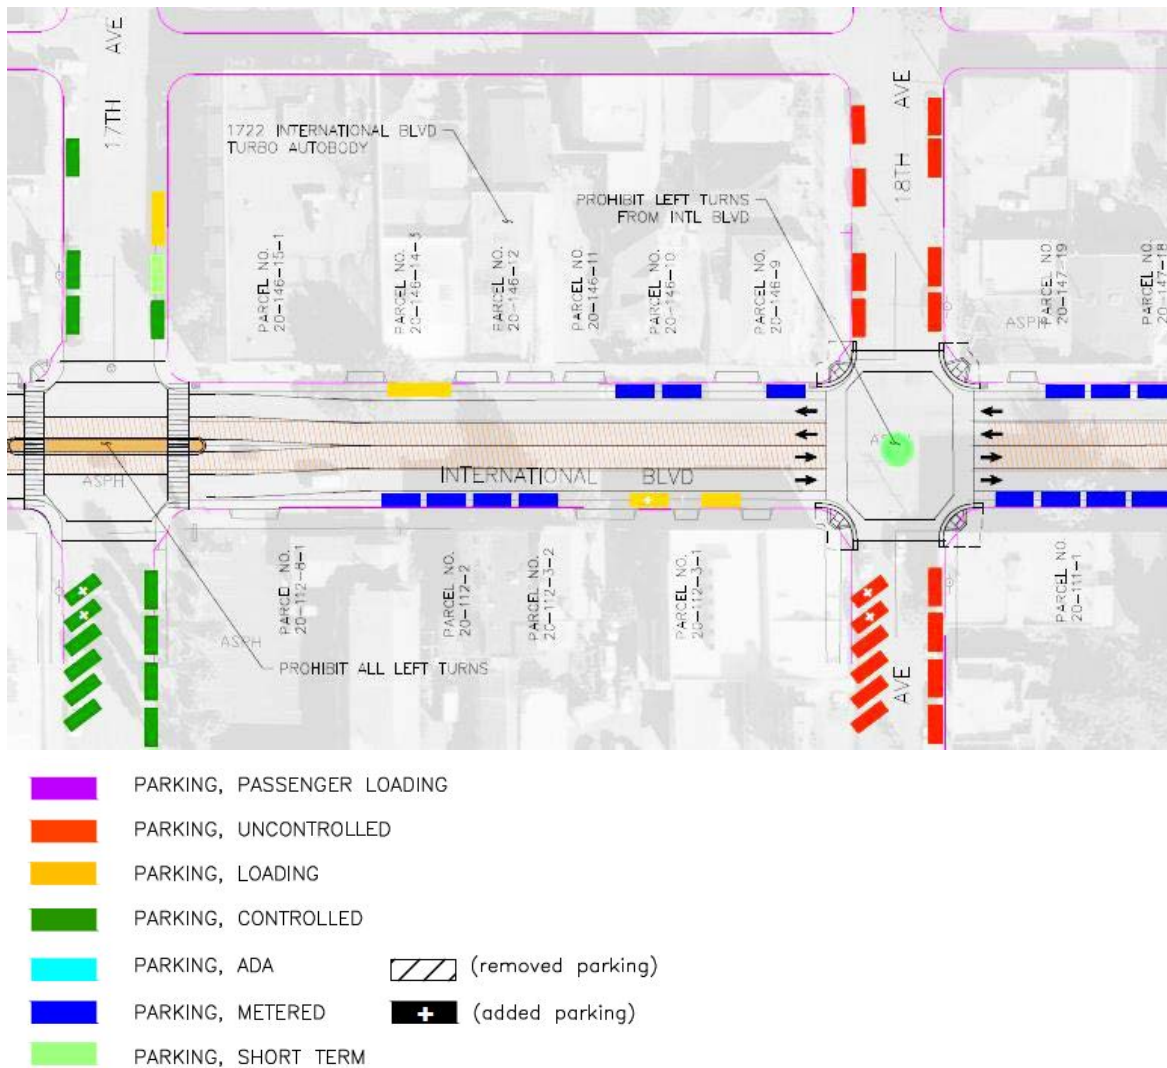 17TH AVE
18TH AVE
1722 INTERNATIONAL BLVD
TURBO AUTOBODY
PROHIBIT LEFT TURNS
FROM INTL BLVD
PARCEL NO.
20-146-15-1
PARCEL NO.
20-146-14-3
PARCEL NO.
20-146-12
PARCEL NO.
20-146-11
PARCEL NO.
20-146-10
PARCEL NO.
20-146-9
PARCEL NO.
20-147-19
PARCEL NO.
20-147-18
ASPH
ASPH
INTERNATIONAL BLVD
PARCEL NO.
20-112-8-1
PARCEL NO.
20-112-2
PARCEL NO.
20-112-3-2
PARCEL NO.
20-112-3-1
PARCEL NO.
20-111-1
ASPH
PROHIBIT ALL LEFT TURNS
AVE
PARKING, PASSENGER LOADING
PARKING, UNCONTROLLED
PARKING, LOADING
PARKING, CONTROLLED
PARKING, ADA
(removed parking)
PARKING, METERED
(added parking)
PARKING, SHORT TERM